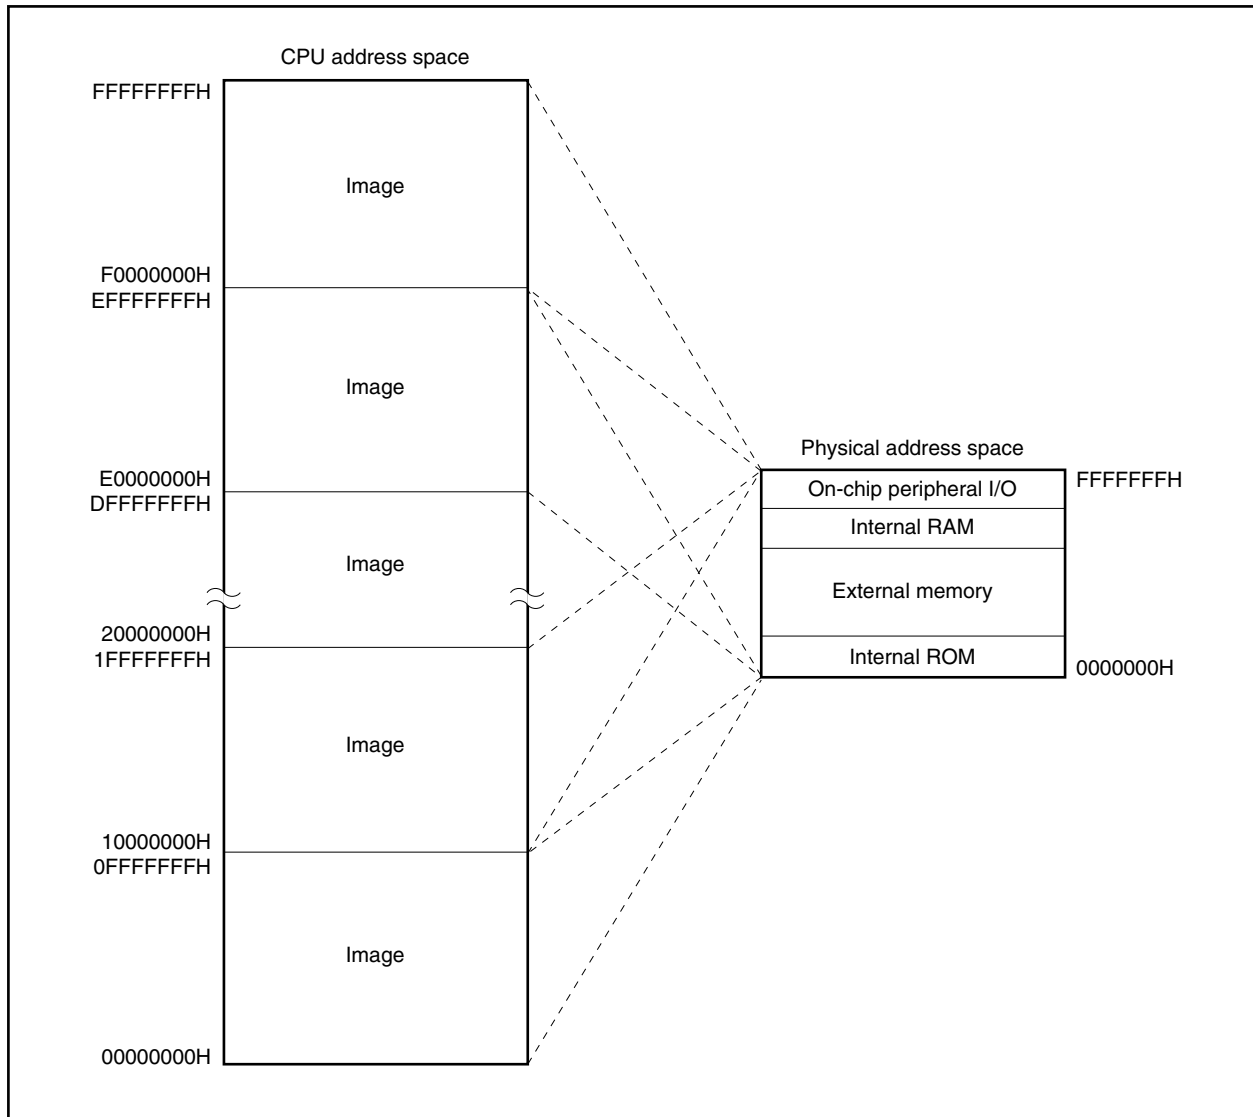 CPU address space
FFFFFFFFH
Image
F0000000H
EFFFFFFFH
Image
E0000000H
DFFFFFFFH
Image
20000000H
1FFFFFFFH
Image
10000000H
0FFFFFFFH
Image
00000000H
Physical address space
On-chip peripheral I/O
FFFFFFFH
Internal RAM
External memory
Internal ROM
0000000H